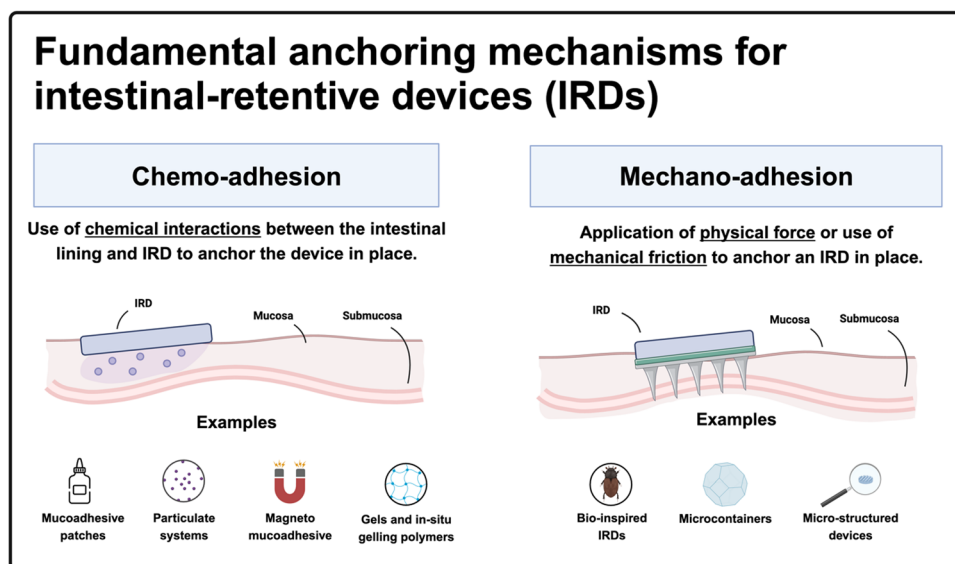 Fundamental anchoring mechanisms for
intestinal-retentive devices (IRDs)
Chemo-adhesion
Use of chemical interactions between the intestinal
lining and IRD to anchor the device in place.
IRD
Mucosa
Submucosa
Examples
Mucoadhesive
patches
Particulate
systems
Magneto
mucoadhesive
Gels and in-situ
gelling polymers
Mechano-adhesion
Application of physical force or use of
mechanical friction to anchor an IRD in place.
IRD
Mucosa
Submucosa
Examples
Bio-inspired
IRDs
Microcontainers
Micro-structured
devices